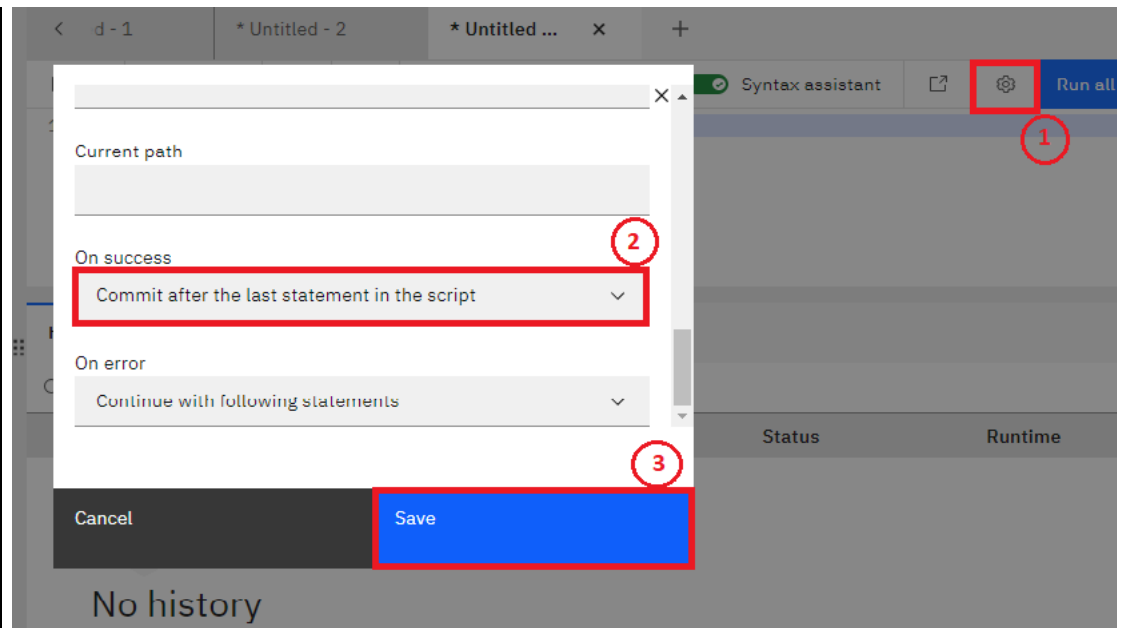 d - 1
* Untitled - 2
* Untitled ...
Syntax assistant
Run all
1
Current path
2
On success
Commit after the last statement in the script
On error
Continue with following statements
Status
Runtime
3
Cancel
Save
No history